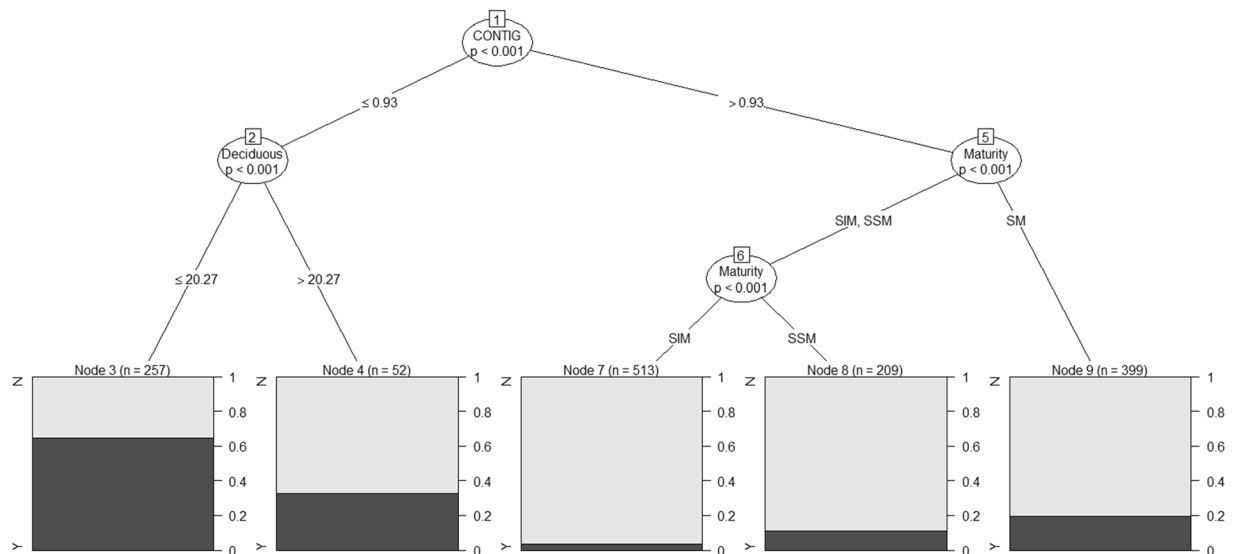 1
CONTIG
p < 0.001
≤ 0.93
> 0.93
2
Deciduous
p < 0.001
5
Maturity
p < 0.001
SIM, SSM
SM
6
Maturity
p < 0.001
≤ 20.27
> 20.27
SIM
SSM
Node 3 (n = 257)
N
Y
1
0.8
0.6
0.4
0.2
0
Node 4 (n = 52)
N
Y
1
0.8
0.6
0.4
0.2
0
Node 7 (n = 513)
N
Y
1
0.8
0.6
0.4
0.2
0
Node 8 (n = 209)
N
Y
1
0.8
0.6
0.4
0.2
0
Node 9 (n = 399)
N
Y
1
0.8
0.6
0.4
0.2
0